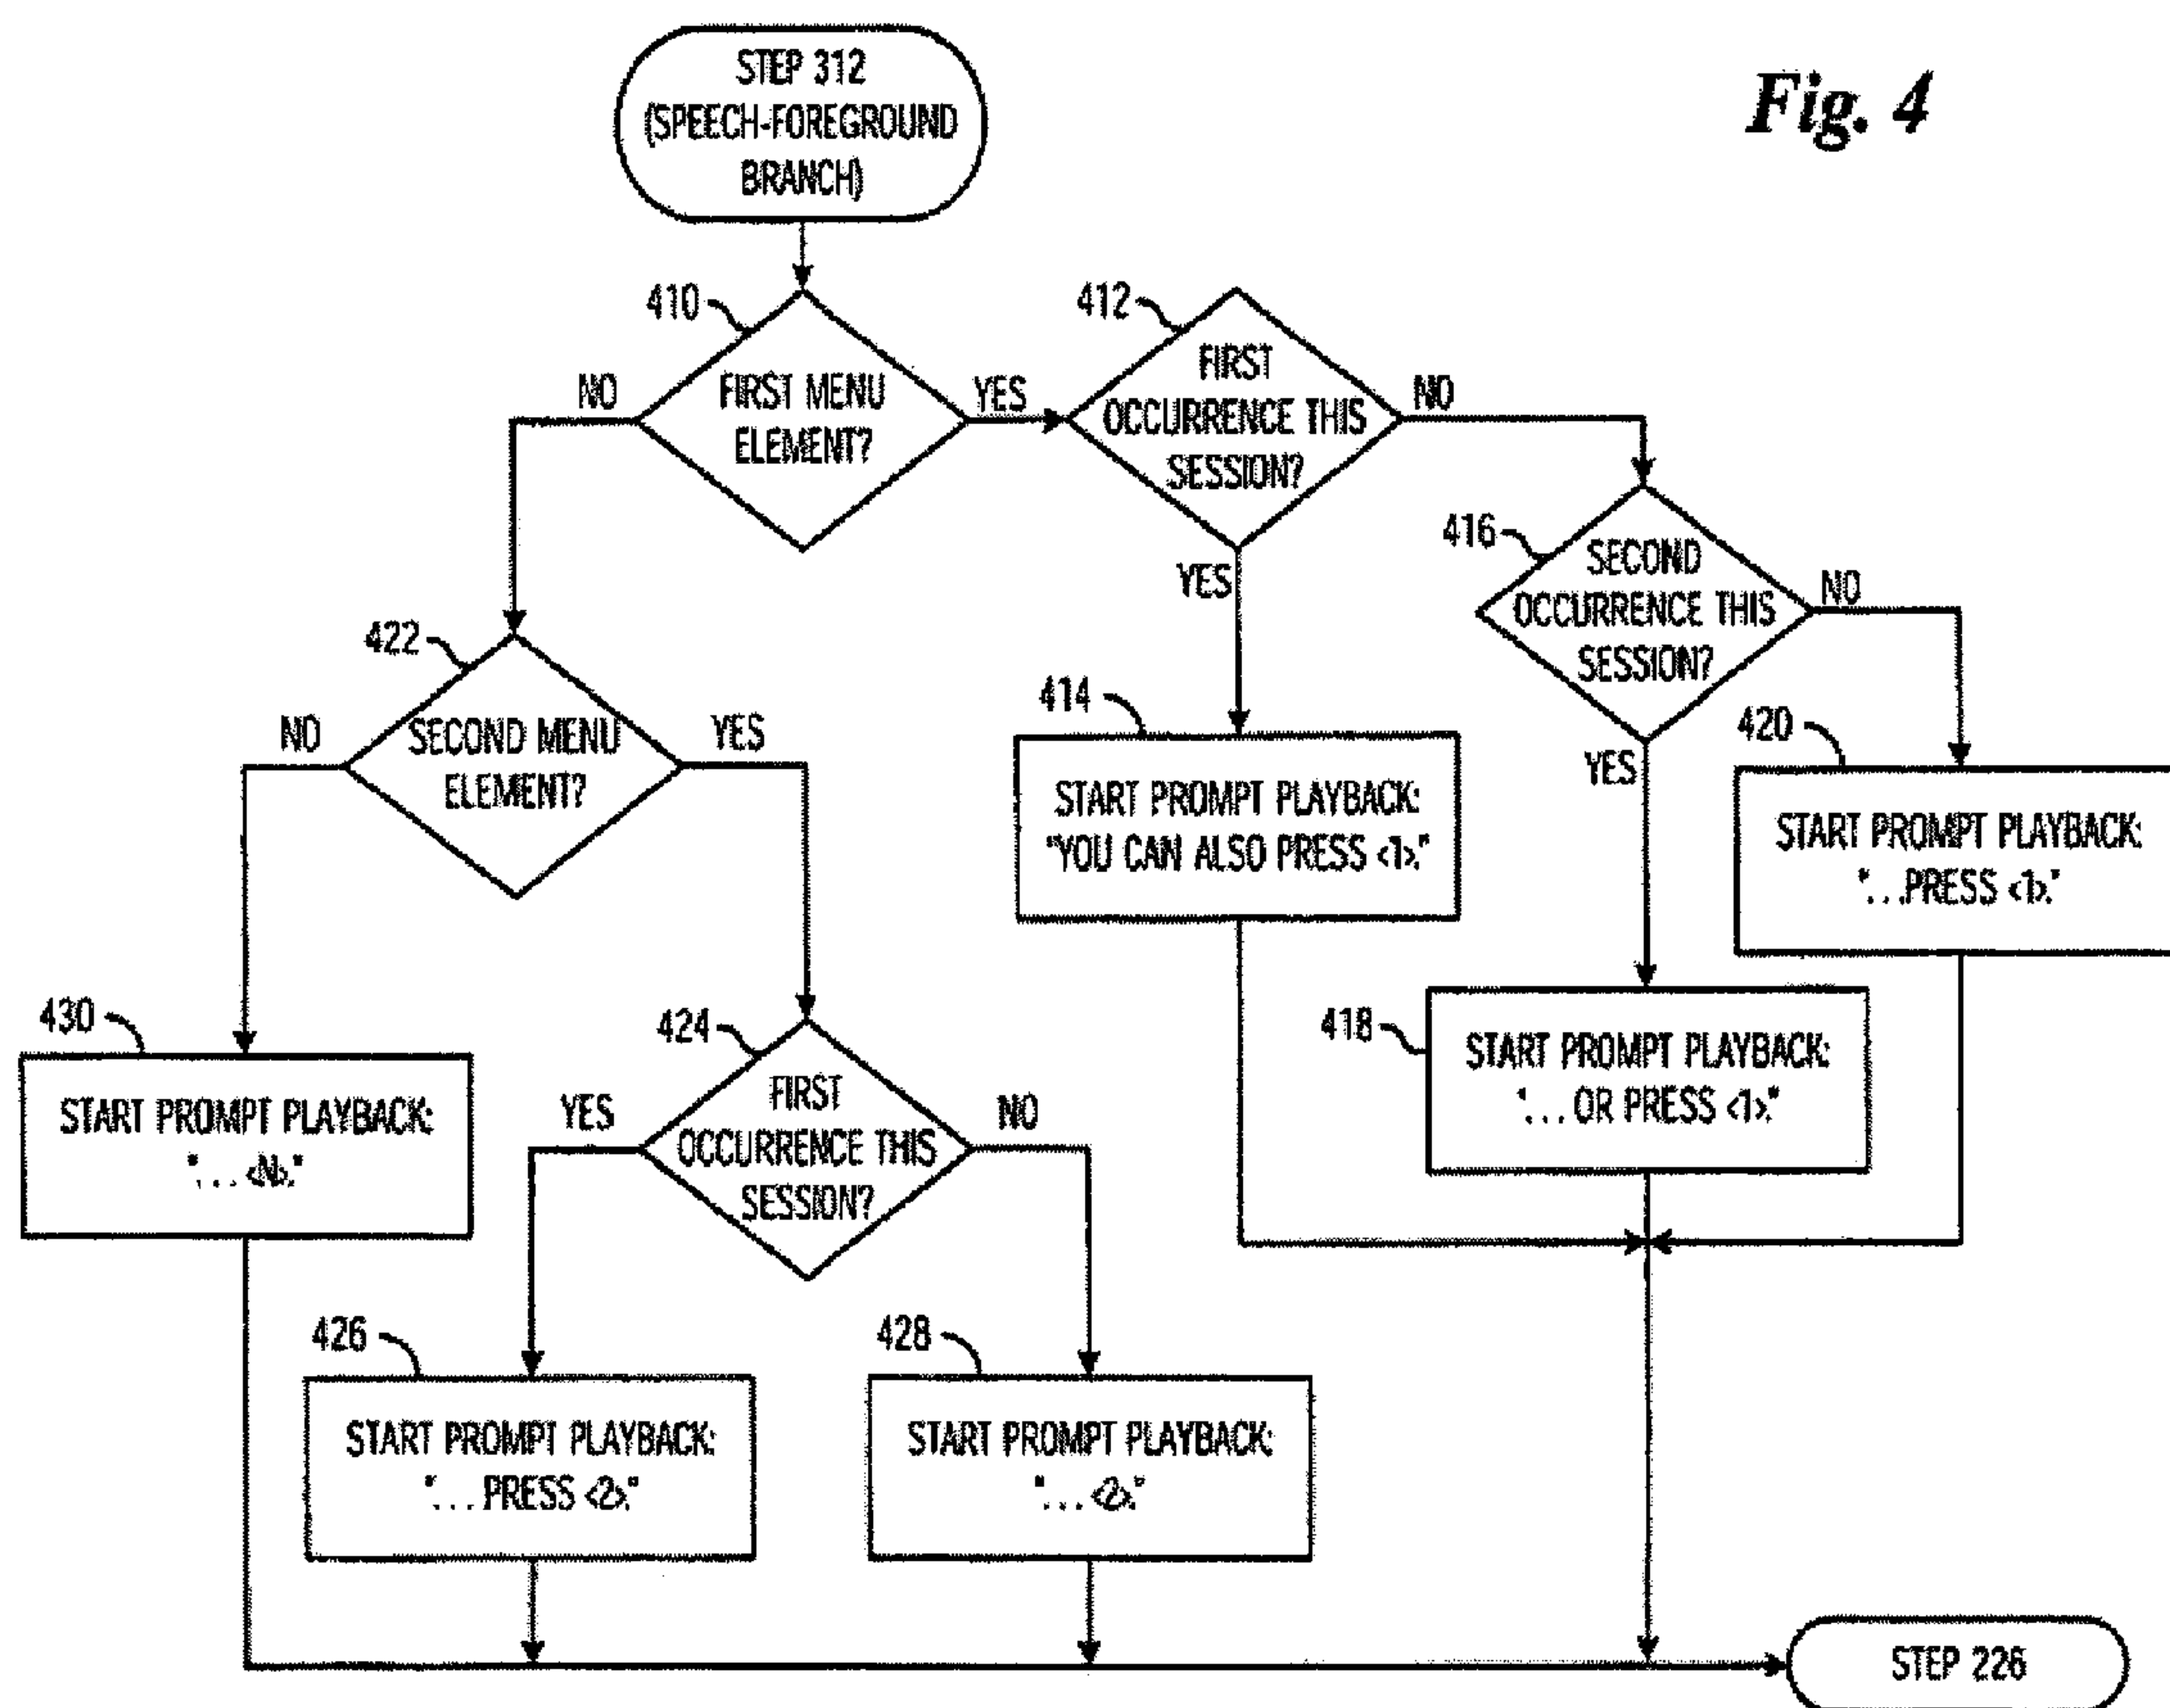 Fig. 4
STEP 312
(SPEECH-FOREGROUND
BRANCH)
410
FIRST MENU
ELEMENT?
NO
YES
412
FIRST
OCCURRENCE THIS
SESSION?
NO
YES
416
SECOND
OCCURRENCE THIS
SESSION?
NO
YES
422
SECOND MENU
ELEMENT?
NO
YES
414
START PROMPT PLAYBACK:
"YOU CAN ALSO PRESS <1>."
420
START PROMPT PLAYBACK:
"...PRESS <1>."
418
START PROMPT PLAYBACK:
"...OR PRESS <1>."
430
START PROMPT PLAYBACK:
"...<N>."
424
FIRST
OCCURRENCE THIS
SESSION?
YES
NO
426
START PROMPT PLAYBACK:
"...PRESS <2>."
428
START PROMPT PLAYBACK:
"...<2>."
STEP 226